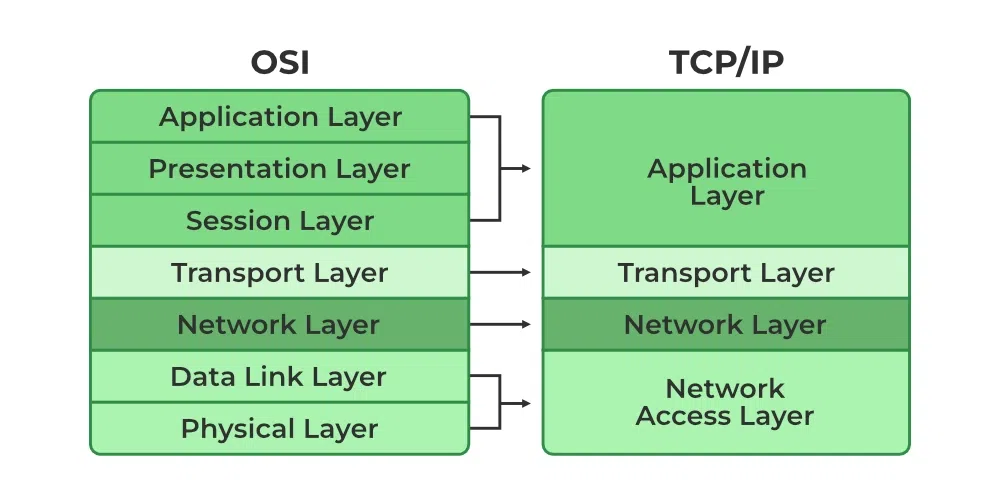 OSI
Application Layer
Presentation Layer
Session Layer
Transport Layer
Network Layer
Data Link Layer
Physical Layer
TCP/IP
Application
Layer
Transport Layer
Network Layer
Network
Access Layer